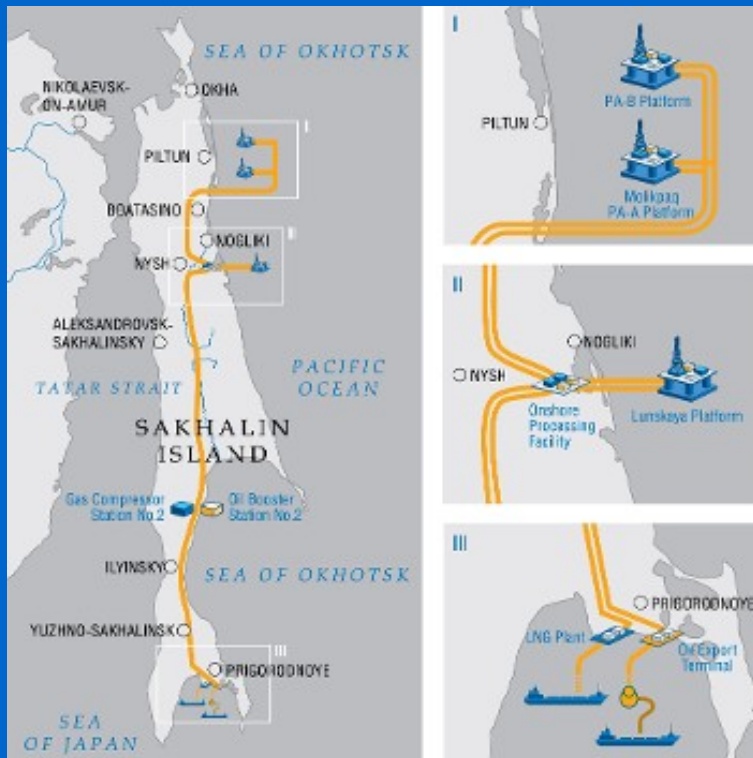 SEA OF OKHOTSK
NIKOLAEVSK-
ON-AMUR
OKHA
I
PILTUN
BOATASINO
II
NOGLIKI
NYSH
ALEKSANDROVSK-
SAKHALINSKY
PACIFIC
OCEAN
TATAR STRAIT
SAKHALIN
ISLAND
Gas Compressor
Station No.2
Oil Booster
Station No.2
ILYINSKY
SEA OF OKHOTSK
YUZHNO-SAKHALINSK
III
PRIGORODNOYE
SEA
OF JAPAN
I
PA-B Platform
PILTUN
Molikpaq
PA-A Platform
II
NOGLIKI
NYSH
Onshore
Processing
Facility
Lunskaya Platform
III
PRIGORODNOYE
LNG Plant
Oil Export
Terminal